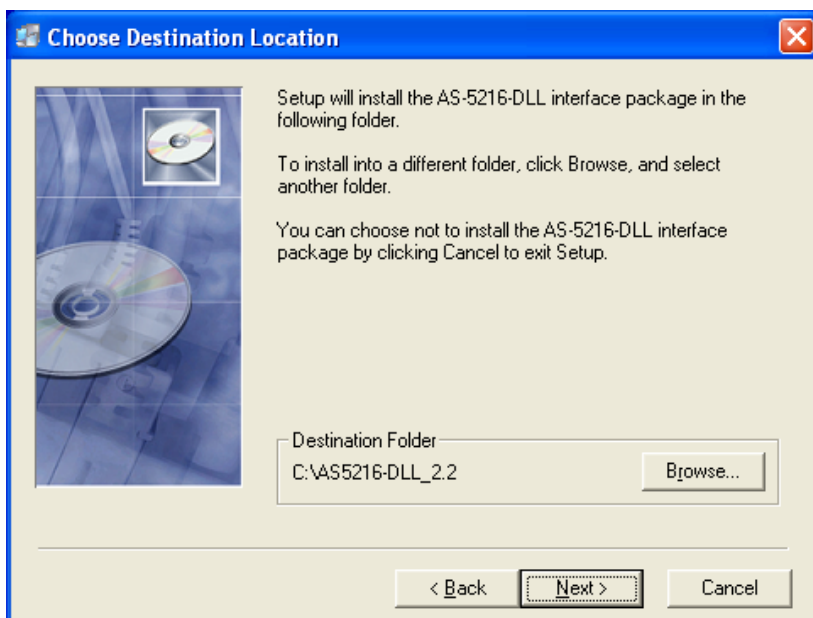 Choose Destination Location
Setup will install the AS-5216-DLL interface package in the
following folder.
To install into a different folder, click Browse, and select
another folder.
You can choose not to install the AS-5216-DLL interface
package by clicking Cancel to exit Setup.
Destination Folder
C:\AS5216-DLL_2.2
Browse...
< Back
Next >
Cancel